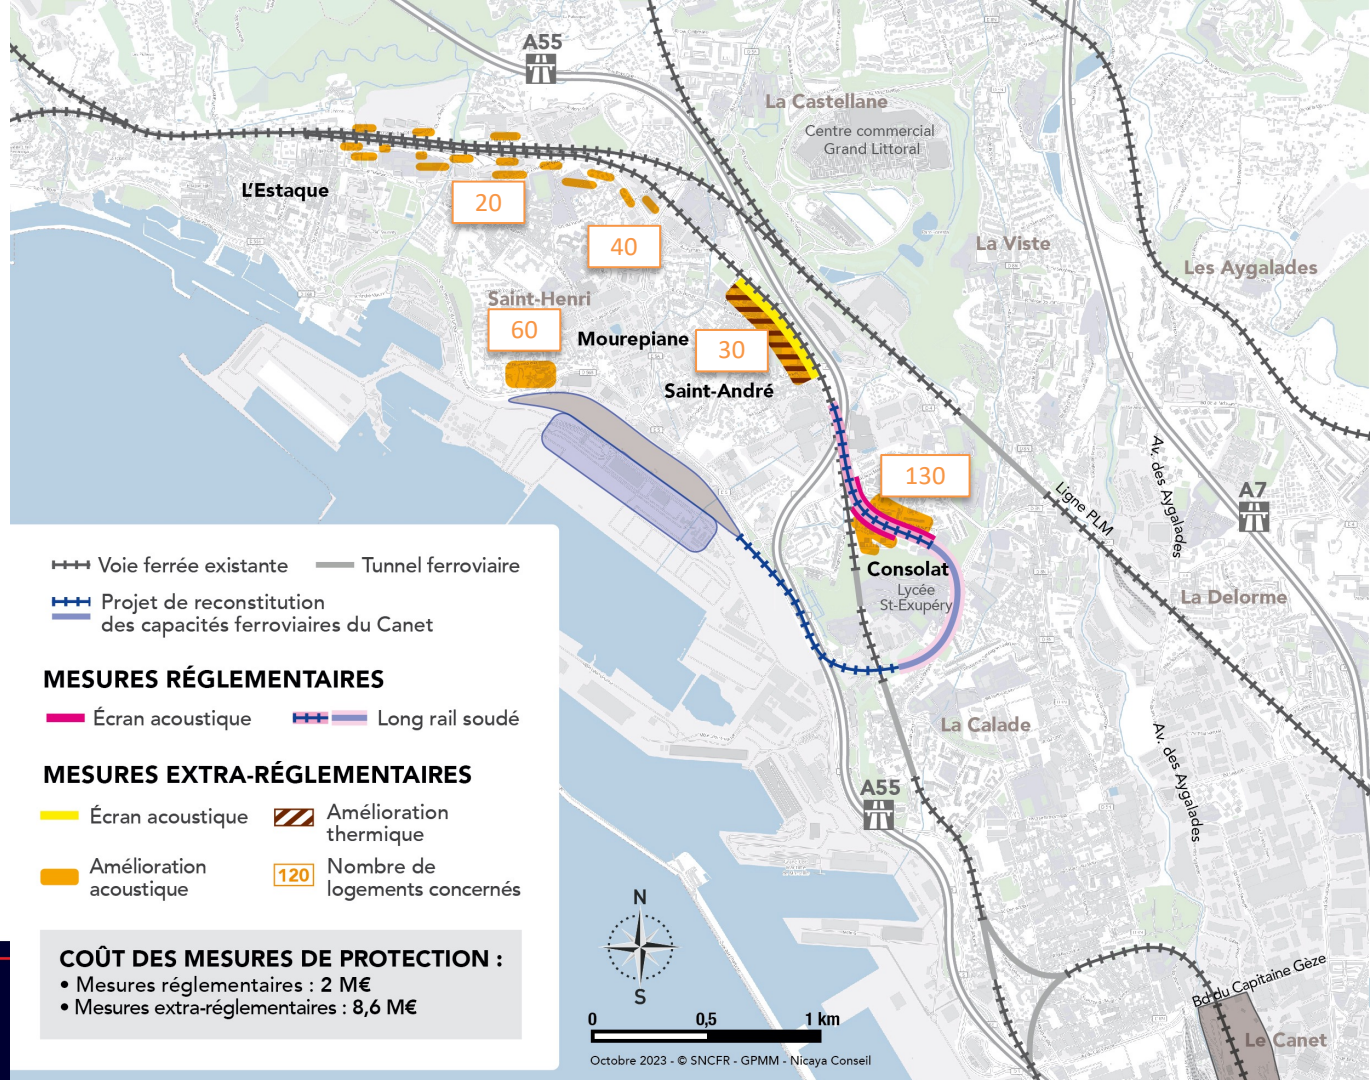 A55
La Castellane
Centre commercial
Grand Littoral
L'Estaque
20
40
La Viste
Les Aygalades
Saint-Henri
60
Mourepiane
30
Saint-André
130
Av. des Aygalades
Ligne PLM
A7
Consolat
Lycée
St-Exupéry
La Delorme
La Calade
Av. des Aygalades
A55
Bd du Capitaine Gèze
Le Canet
Voie ferrée existante
Tunnel ferroviaire
Projet de reconstitution
des capacités ferroviaires du Canet
MESURES RÉGLEMENTAIRES
Écran acoustique
Long rail soudé
MESURES EXTRA-RÉGLEMENTAIRES
Écran acoustique
Amélioration
thermique
Amélioration
acoustique
120
Nombre de
logements concernés
COÛT DES MESURES DE PROTECTION :
• Mesures réglementaires : 2 M€
• Mesures extra-réglementaires : 8,6 M€
N
S
0 0,5 1 km
Octobre 2023 - © SNCFR - GPMM - Nicaya Conseil